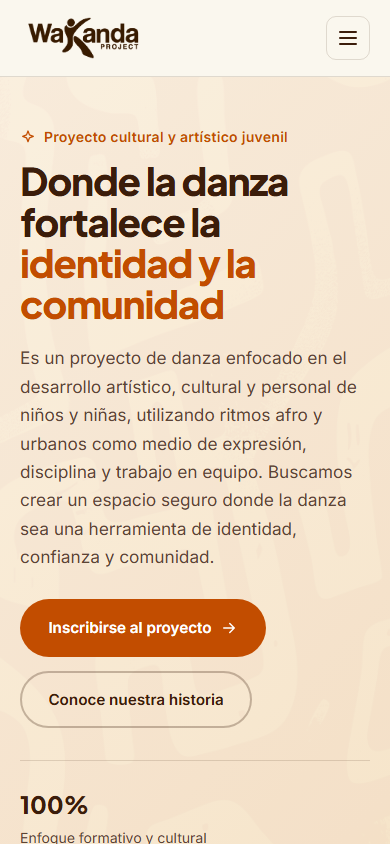 WaKanda
PROJECT
Proyecto cultural y artístico juvenil
Donde la danza
fortalece la
identidad y la
comunidad
Es un proyecto de danza enfocado en el
desarrollo artístico, cultural y personal de
niños y niñas, utilizando ritmos afro y
urbanos como medio de expresión,
disciplina y trabajo en equipo. Buscamos
crear un espacio seguro donde la danza
sea una herramienta de identidad,
confianza y comunidad.
Inscribirse al proyecto →
Conoce nuestra historia
100%
Enfoque formativo y cultural